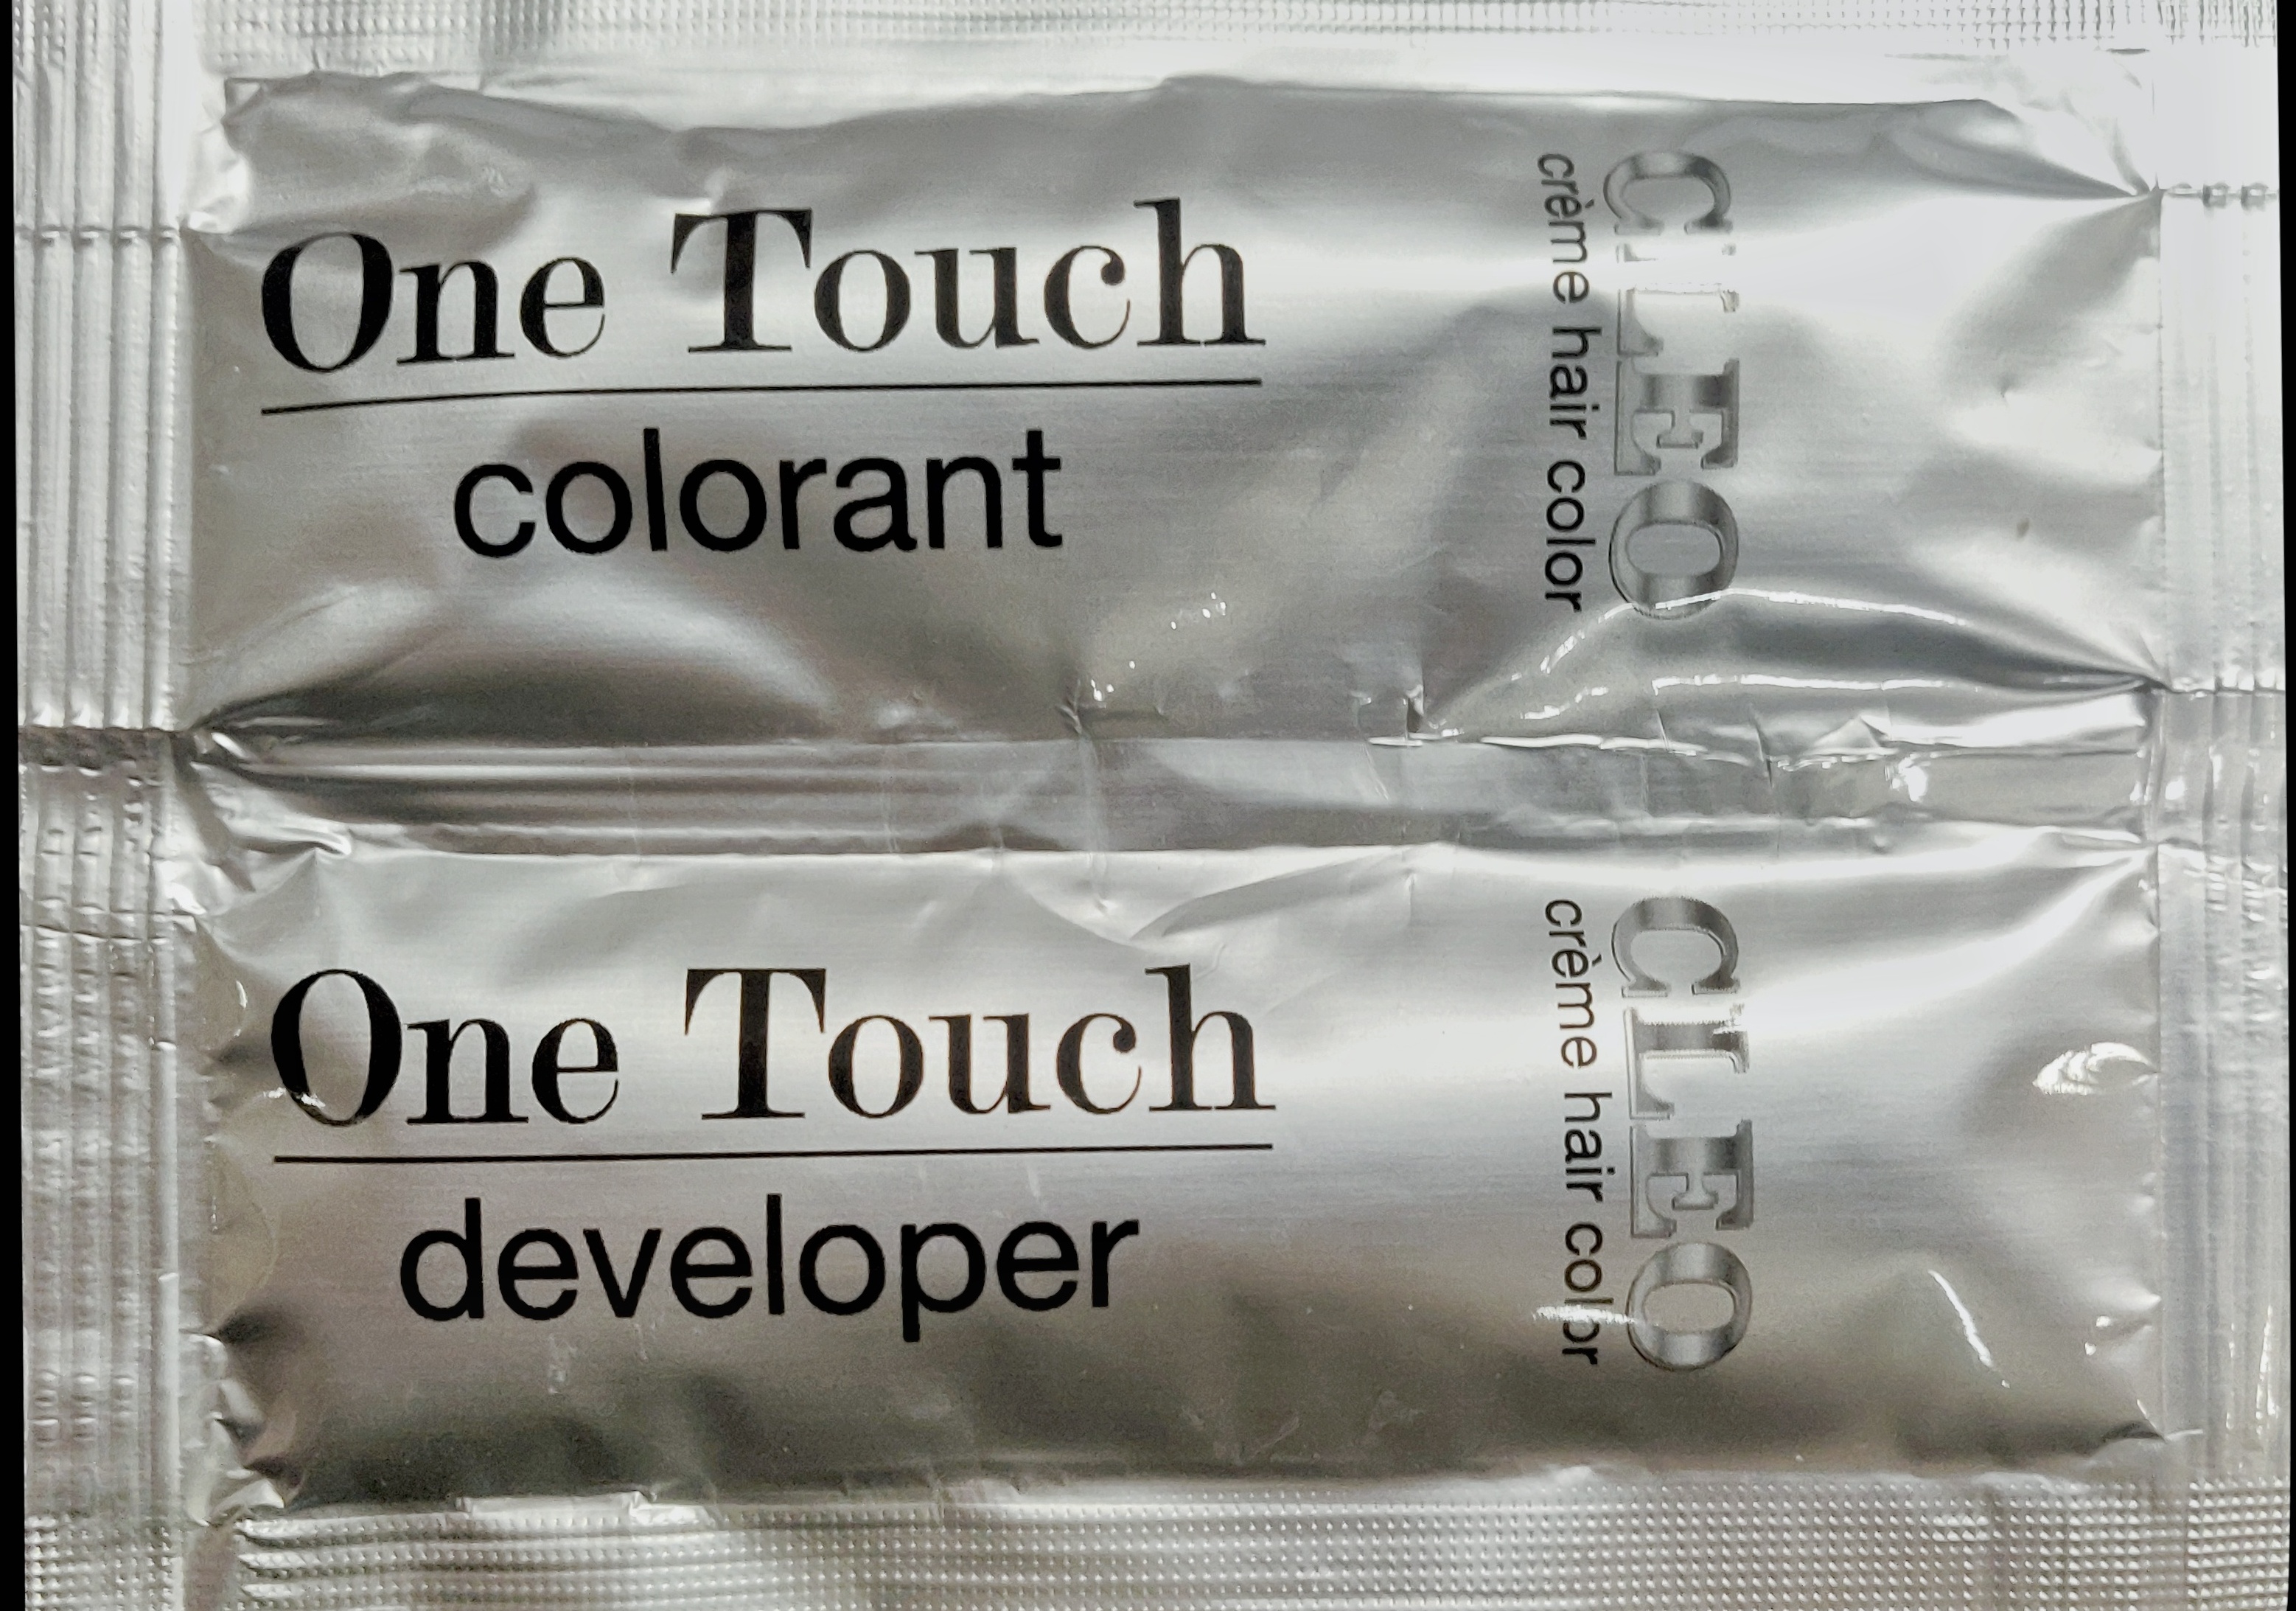 One Touch
colorant
CLEO
crème hair color
One Touch
developer
CLEO
crème hair color